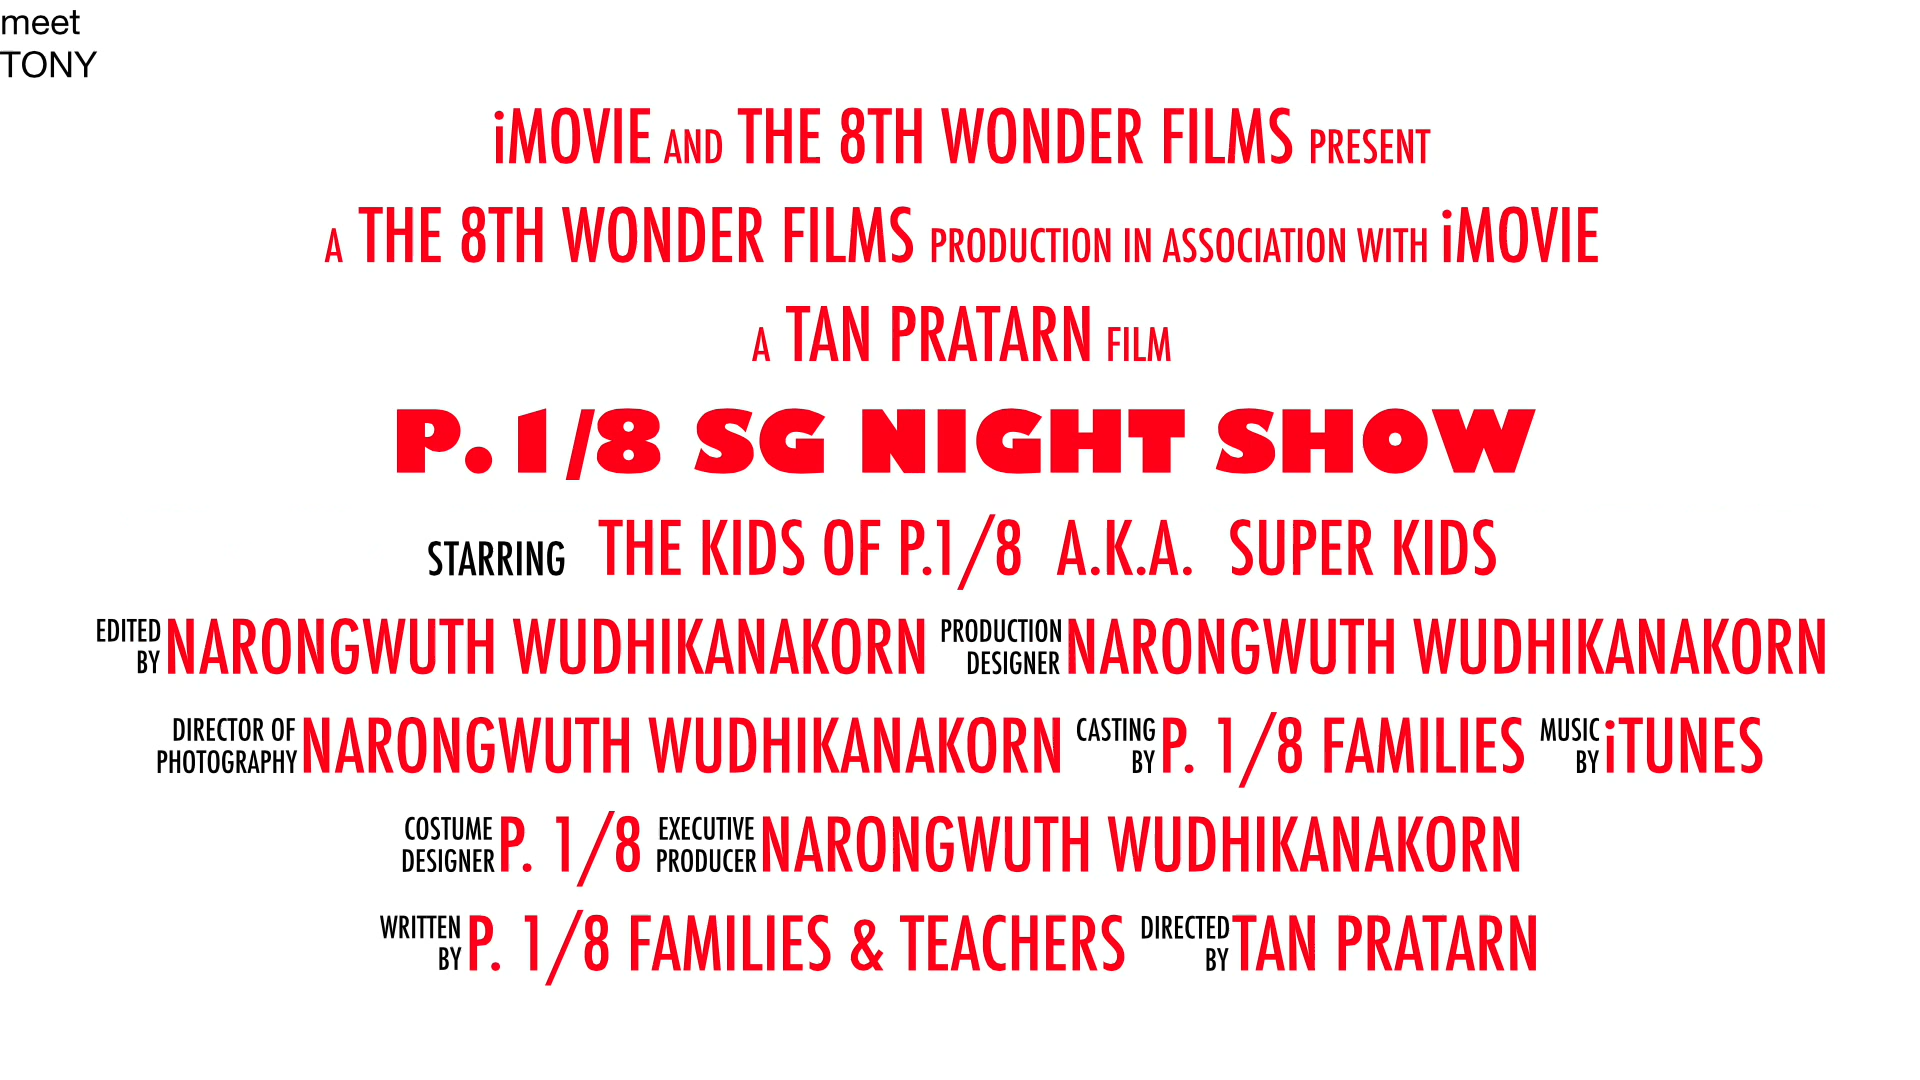 meet
TONY
iMOVIE AND THE 8TH WONDER FILMS PRESENT
A THE 8TH WONDER FILMS PRODUCTION IN ASSOCIATION WITH iMOVIE
A TAN PRATARN FILM
P. 1/8 SG NIGHT SHOW
STARRING THE KIDS OF P.1/8 A.K.A. SUPER KIDS
EDITED BY NARONGWUTH WUDHIKANAKORN PRODUCTION DESIGNER NARONGWUTH WUDHIKANAKORN
DIRECTOR OF PHOTOGRAPHY NARONGWUTH WUDHIKANAKORN CASTING BY P. 1/8 FAMILIES MUSIC BY iTUNES
COSTUME DESIGNER P. 1/8 EXECUTIVE PRODUCER NARONGWUTH WUDHIKANAKORN
WRITTEN BY P. 1/8 FAMILIES & TEACHERS DIRECTED BY TAN PRATARN